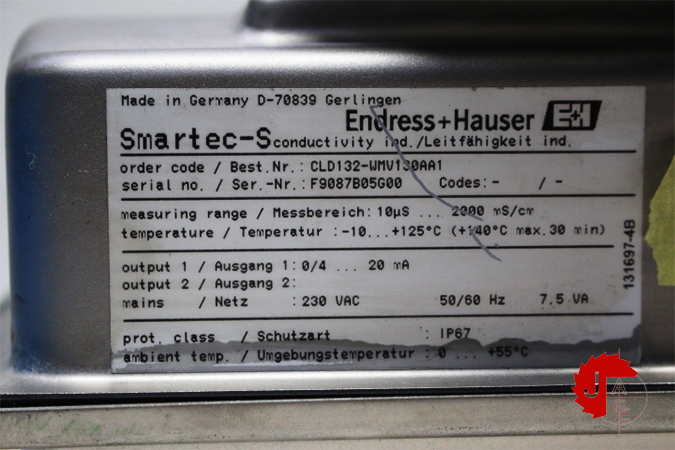 Made in Germany D-70839 Gerlingen
Endress+Hauser E+H
Smartec-S conductivity ind./Leitfähigkeit ind.
order code / Best.Nr.: CLD132-WMV130AA1
serial no. / Ser.-Nr.: F9087B05G00 Codes: - / -
measuring range / Messbereich: 10µS ... 2000 mS/cm
temperature / Temperatur : -10...+125°C (+140°C max. 30 min)
output 1 / Ausgang 1: 0/4 ... 20 mA
output 2 / Ausgang 2:
mains / Netz : 230 VAC 50/60 Hz 7.5 VA
prot. class / Schutzart : IP67
ambient temp. / Umgebungstemperatur : 0 ... +55°C
131697-4B
J